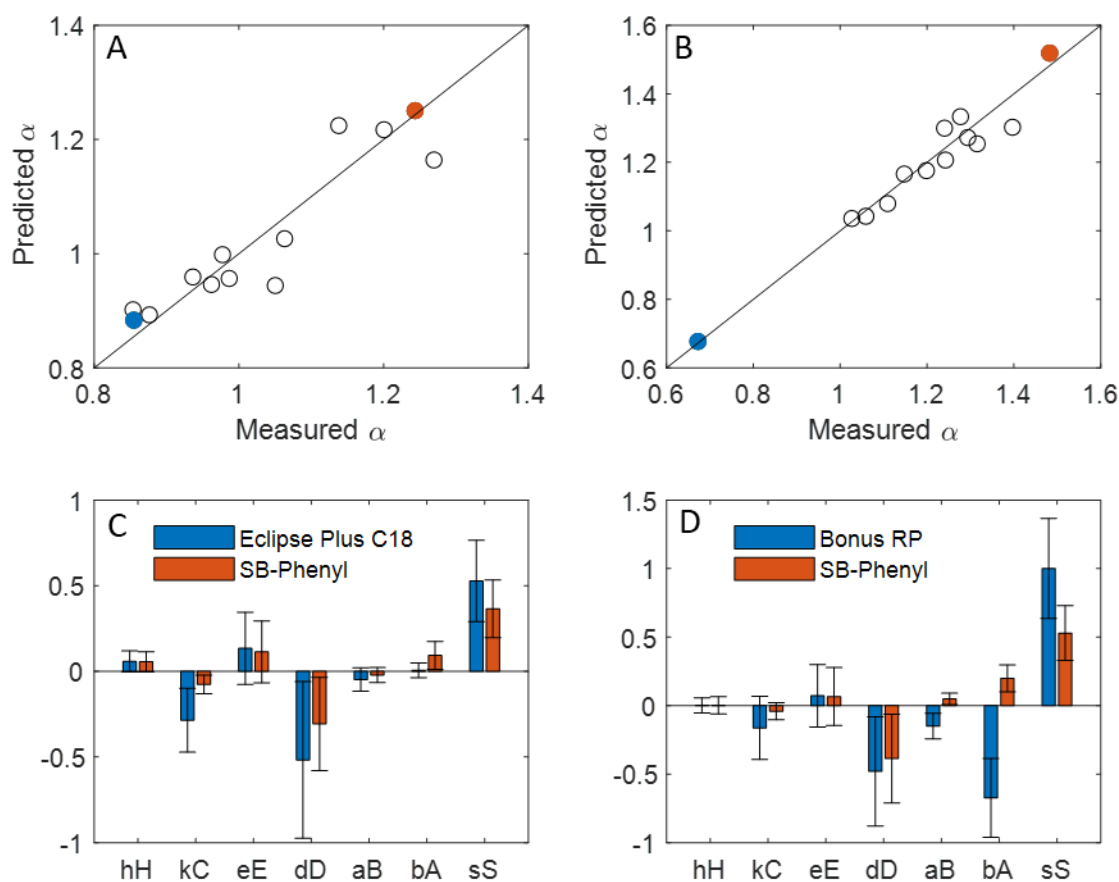 A
1.4
1.2
1
0.8
Predicted α
0.8 1 1.2 1.4
Measured α
B
1.6
1.4
1.2
1
0.8
0.6
Predicted α
0.6 0.8 1 1.2 1.4 1.6
Measured α
C
Eclipse Plus C18
SB-Phenyl
1
0.5
0
-0.5
-1
hH kC eE dD aB bA sS
D
Bonus RP
SB-Phenyl
1.5
1
0.5
0
-0.5
-1
hH kC eE dD aB bA sS